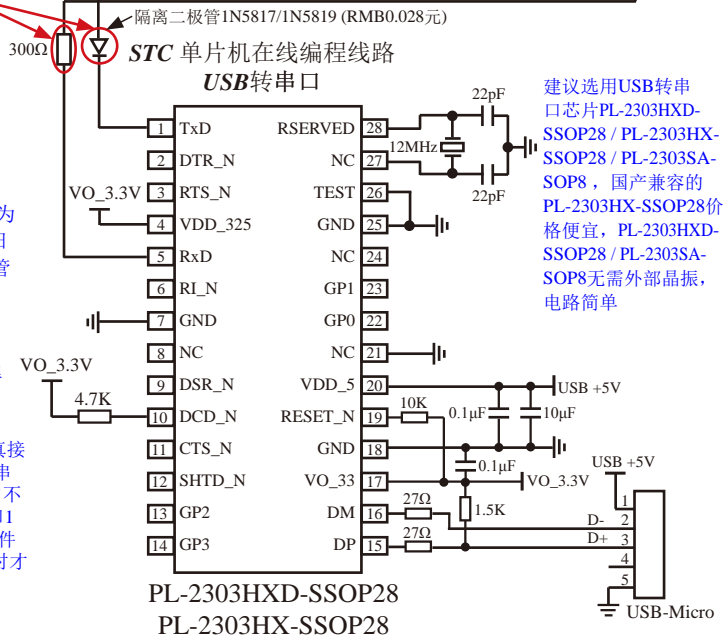 隔离二极管1N5817/1N5819 (RMB0.028元)
300Ω
STC 单片机在线编程线路
USB转串口
建议选用USB转串
口芯片PL-2303HXD-
SSOP28 / PL-2303HX-
SSOP28 / PL-2303SA-
SOP8 ，国产兼容的
PL-2303HX-SSOP28价
格便宜，PL-2303HXD-
SSOP28 / PL-2303SA-
SOP8无需外部晶振，
电路简单
22pF
12MHz
22pF
1 TxD RSERVED 28
2 DTR_N NC 27
VO_3.3V 3 RTS_N TEST 26
4 VDD_325 GND 25
5 RxD NC 24
6 RI_N GP1 23
7 GND GP0 22
8 NC NC 21
9 DSR_N VDD_5 20
10 DCD_N RESET_N 19
11 CTS_N GND 18
12 SHTD_N VO_33 17
13 GP2 DM 16
14 GP3 DP 15
为
管
VO_3.3V
4.7K
接
串
不
1
件
时才
USB +5V
10K
0.1μF
10μF
0.1μF
VO_3.3V
27Ω
1.5K
27Ω
USB +5V
1
D- 2
D+ 3
4
5
USB-Micro
PL-2303HXD-SSOP28
PL-2303HX-SSOP28